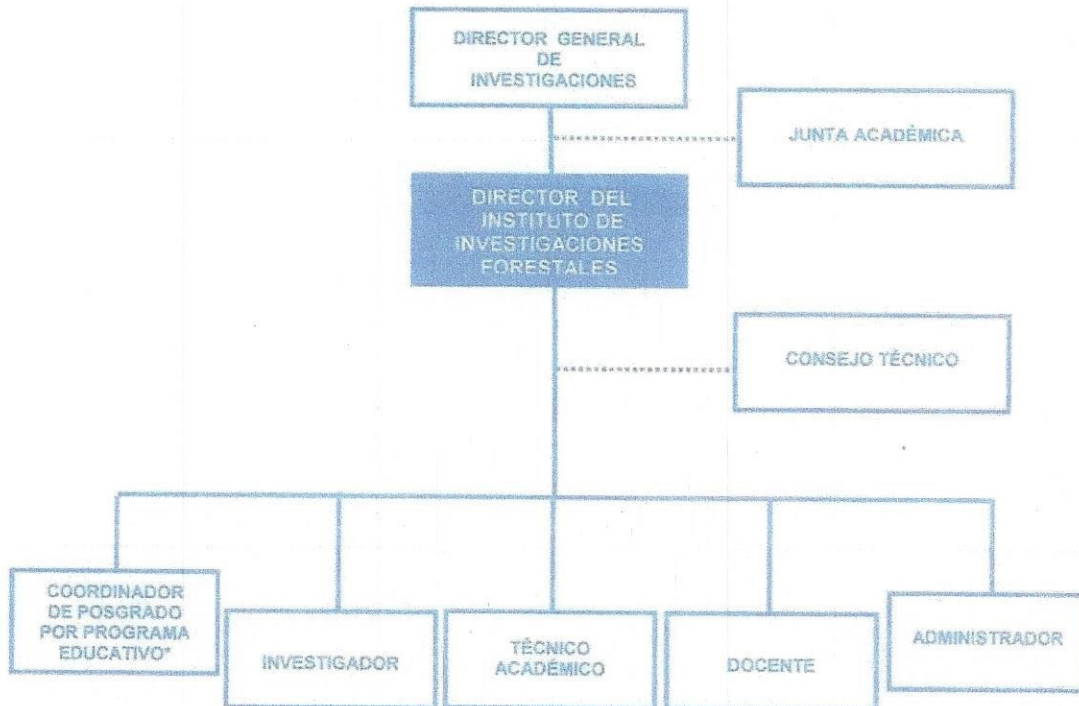 DIRECTOR GENERAL
DE
INVESTIGACIONES
JUNTA ACADÉMICA
DIRECTOR DEL
INSTITUTO DE
INVESTIGACIONES
FORESTALES
CONSEJO TÉCNICO
COORDINADOR
DE POSGRADO
POR PROGRAMA
EDUCATIVO*
INVESTIGADOR
TÉCNICO
ACADÉMICO
DOCENTE
ADMINISTRADOR